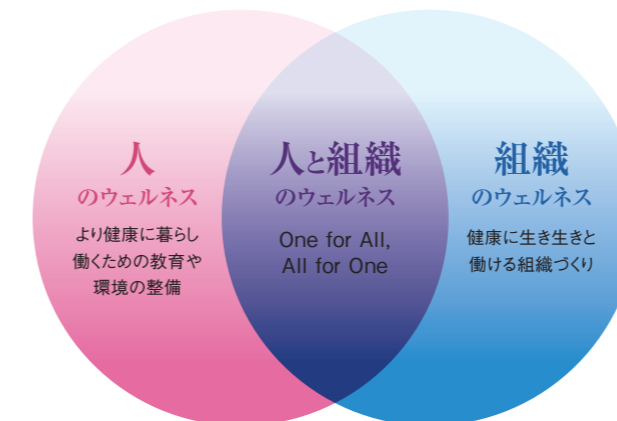 人
のウェルネス
より健康に暮らし
働くための教育や
環境の整備
人と組織
のウェルネス
One for All,
All for One
組織
のウェルネス
健康に生き生きと
働ける組織づくり